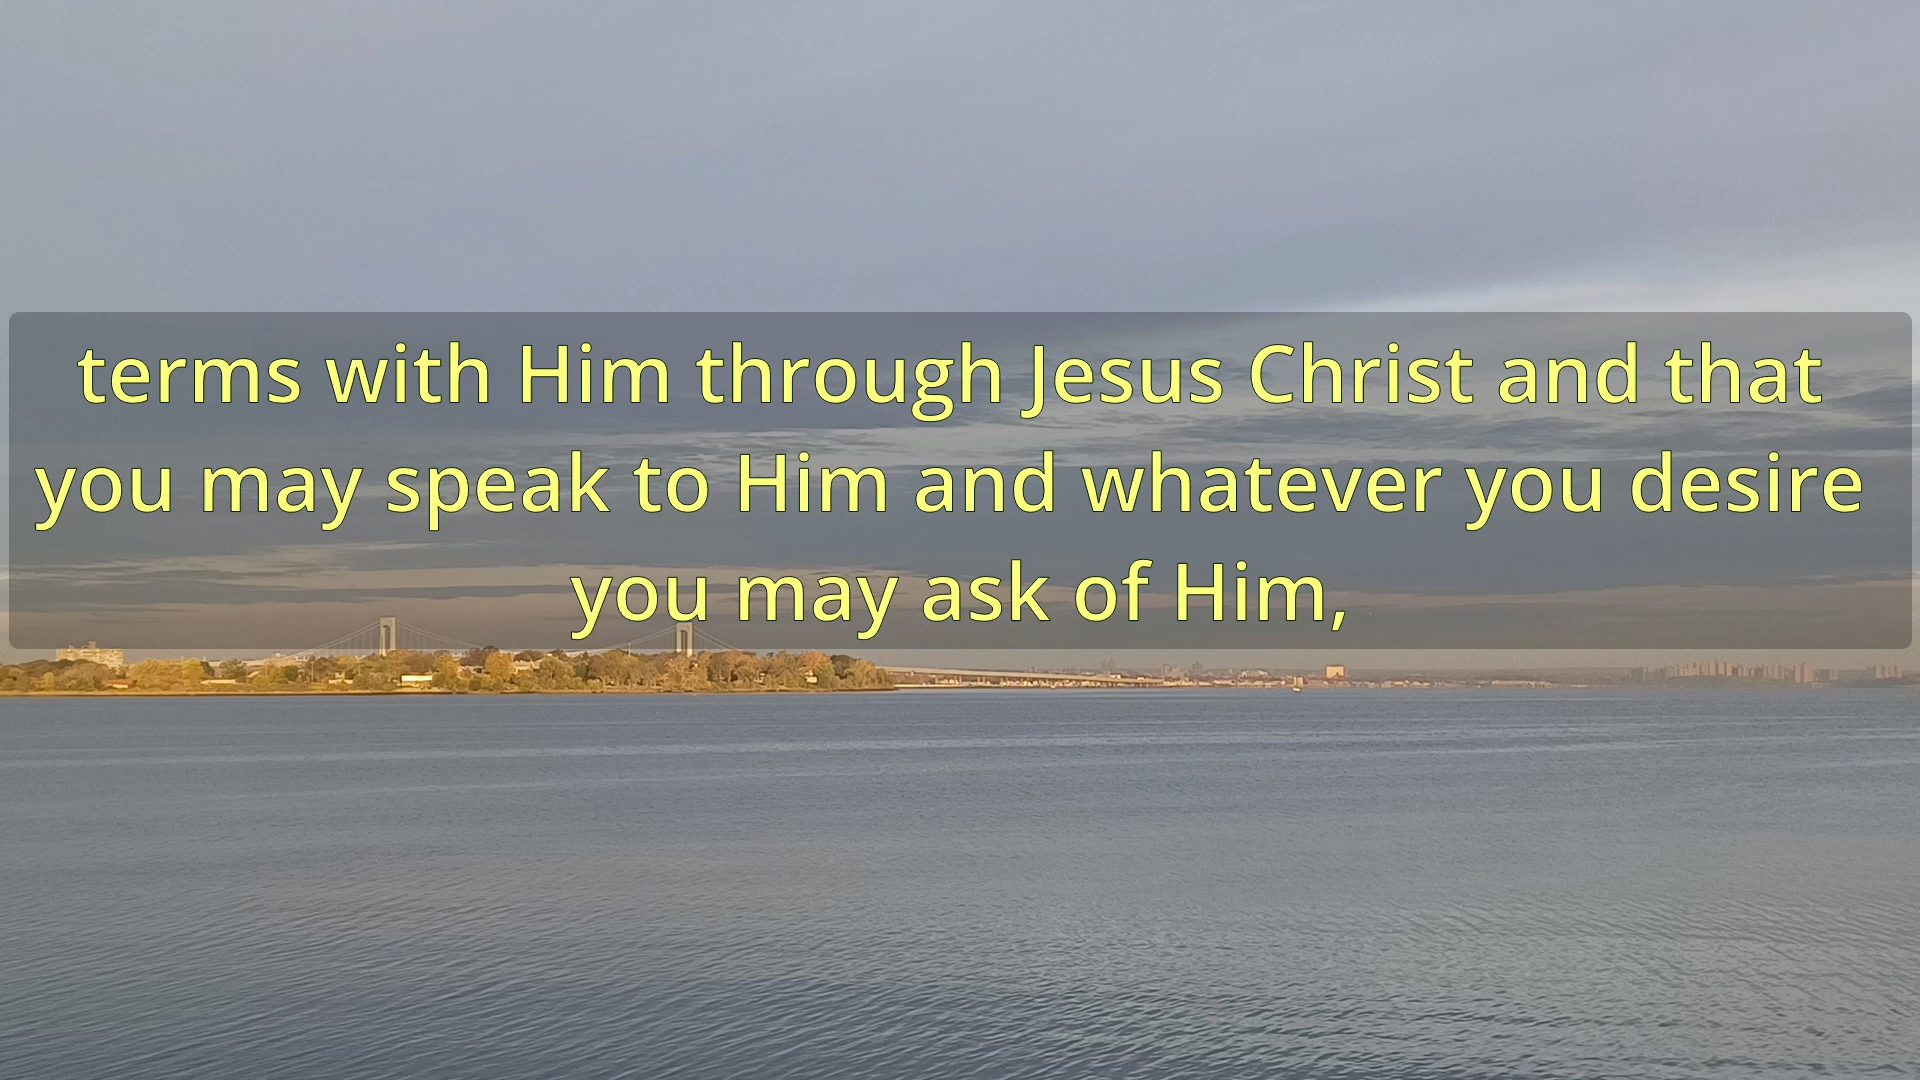 terms with Him through Jesus Christ and that
you may speak to Him and whatever you desire
you may ask of Him,